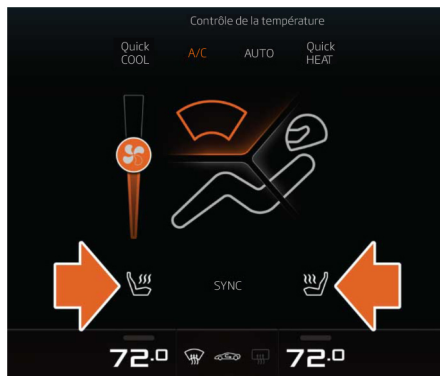 Contrôle de la température
Quick
COOL
A/C
AUTO
Quick
HEAT
SYNC
72.0
72.0